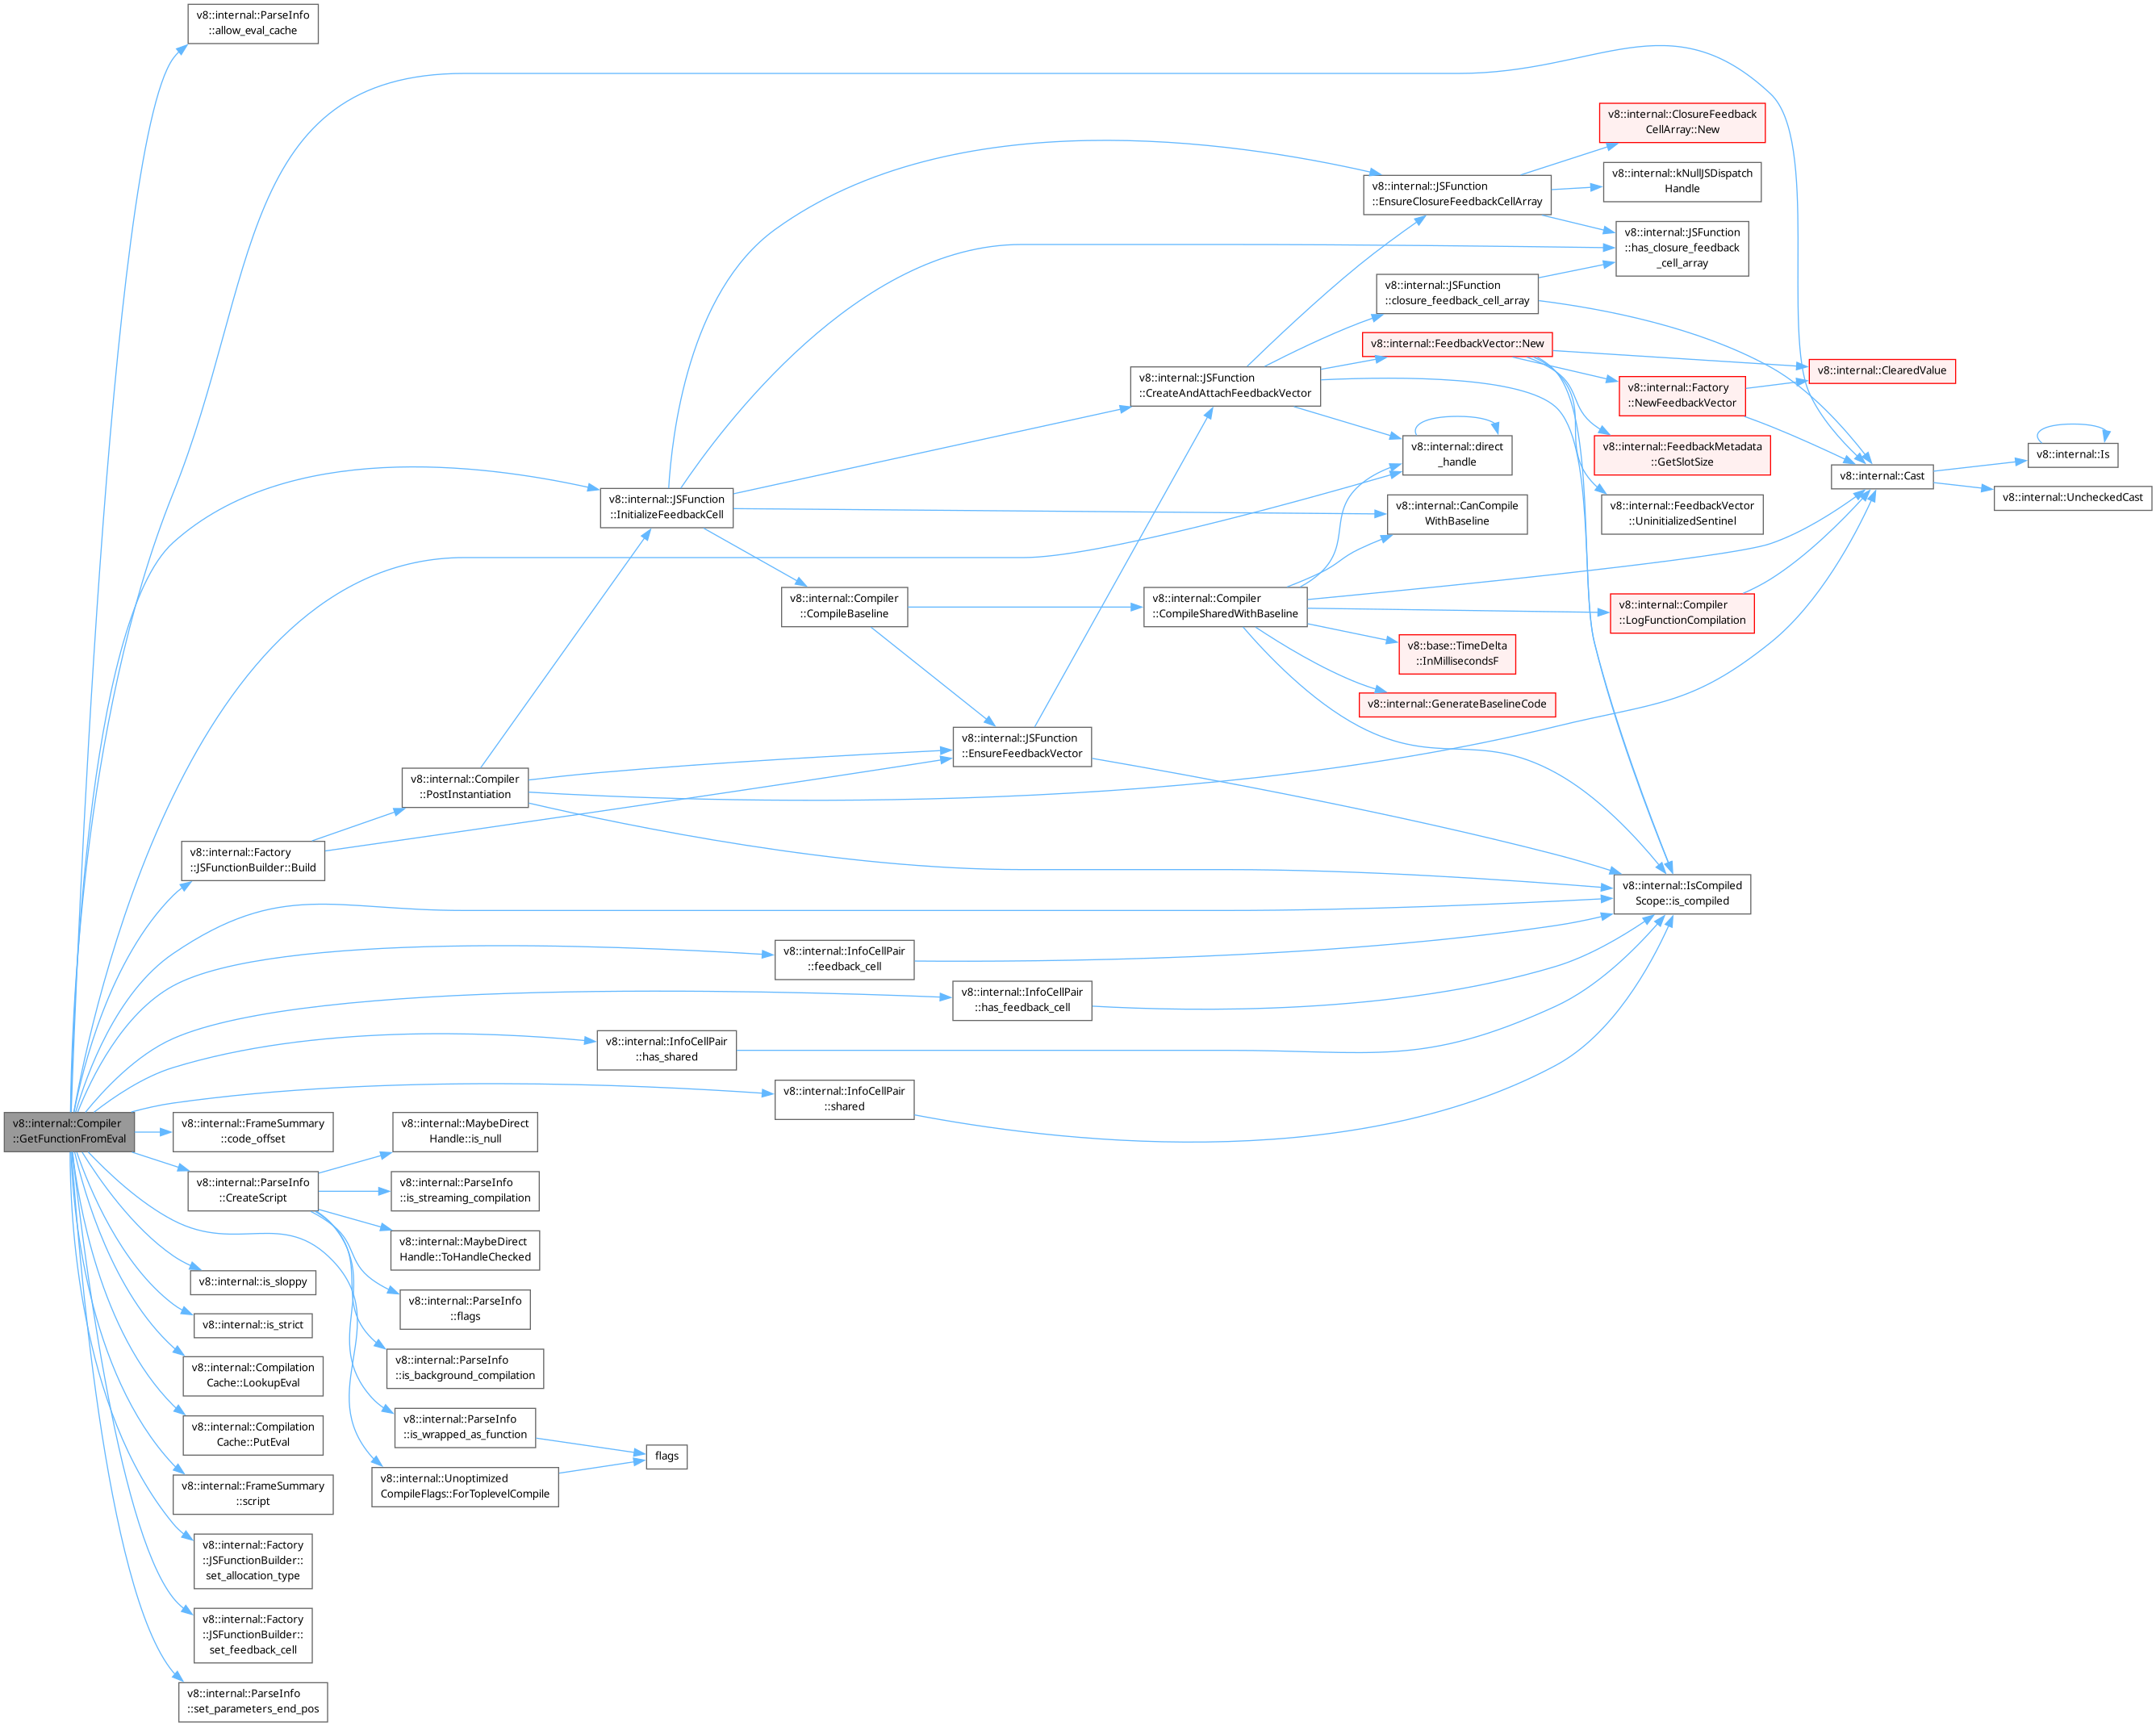 v8::internal::ParseInfo
::allow_eval_cache
v8::internal::ClosureFeedback
CellArray::New
v8::internal::JSFunction
::EnsureClosureFeedbackCellArray
v8::internal::kNullJSDispatch
Handle
v8::internal::JSFunction
::has_closure_feedback
_cell_array
v8::internal::JSFunction
::closure_feedback_cell_array
v8::internal::FeedbackVector::New
v8::internal::ClearedValue
v8::internal::JSFunction
::CreateAndAttachFeedbackVector
v8::internal::Factory
::NewFeedbackVector
v8::internal::direct
_handle
v8::internal::FeedbackMetadata
::GetSlotSize
v8::internal::Is
v8::internal::Cast
v8::internal::UncheckedCast
v8::internal::JSFunction
::InitializeFeedbackCell
v8::internal::CanCompile
WithBaseline
v8::internal::FeedbackVector
::UninitializedSentinel
v8::internal::Compiler
::CompileBaseline
v8::internal::Compiler
::CompileSharedWithBaseline
v8::internal::Compiler
::LogFunctionCompilation
v8::base::TimeDelta
::InMillisecondsF
v8::internal::GenerateBaselineCode
v8::internal::JSFunction
::EnsureFeedbackVector
v8::internal::Compiler
::PostInstantiation
v8::internal::Factory
::JSFunctionBuilder::Build
v8::internal::IsCompiled
Scope::is_compiled
v8::internal::InfoCellPair
::feedback_cell
v8::internal::InfoCellPair
::has_feedback_cell
v8::internal::InfoCellPair
::has_shared
v8::internal::InfoCellPair
::shared
v8::internal::Compiler
::GetFunctionFromEval
v8::internal::FrameSummary
::code_offset
v8::internal::MaybeDirect
Handle::is_null
v8::internal::ParseInfo
::CreateScript
v8::internal::ParseInfo
::is_streaming_compilation
v8::internal::MaybeDirect
Handle::ToHandleChecked
v8::internal::is_sloppy
v8::internal::ParseInfo
::flags
v8::internal::is_strict
v8::internal::ParseInfo
::is_background_compilation
v8::internal::Compilation
Cache::LookupEval
v8::internal::Compilation
Cache::PutEval
v8::internal::ParseInfo
::is_wrapped_as_function
flags
v8::internal::FrameSummary
::script
v8::internal::Unoptimized
CompileFlags::ForToplevelCompile
v8::internal::Factory
::JSFunctionBuilder::
set_allocation_type
v8::internal::Factory
::JSFunctionBuilder::
set_feedback_cell
v8::internal::ParseInfo
::set_parameters_end_pos